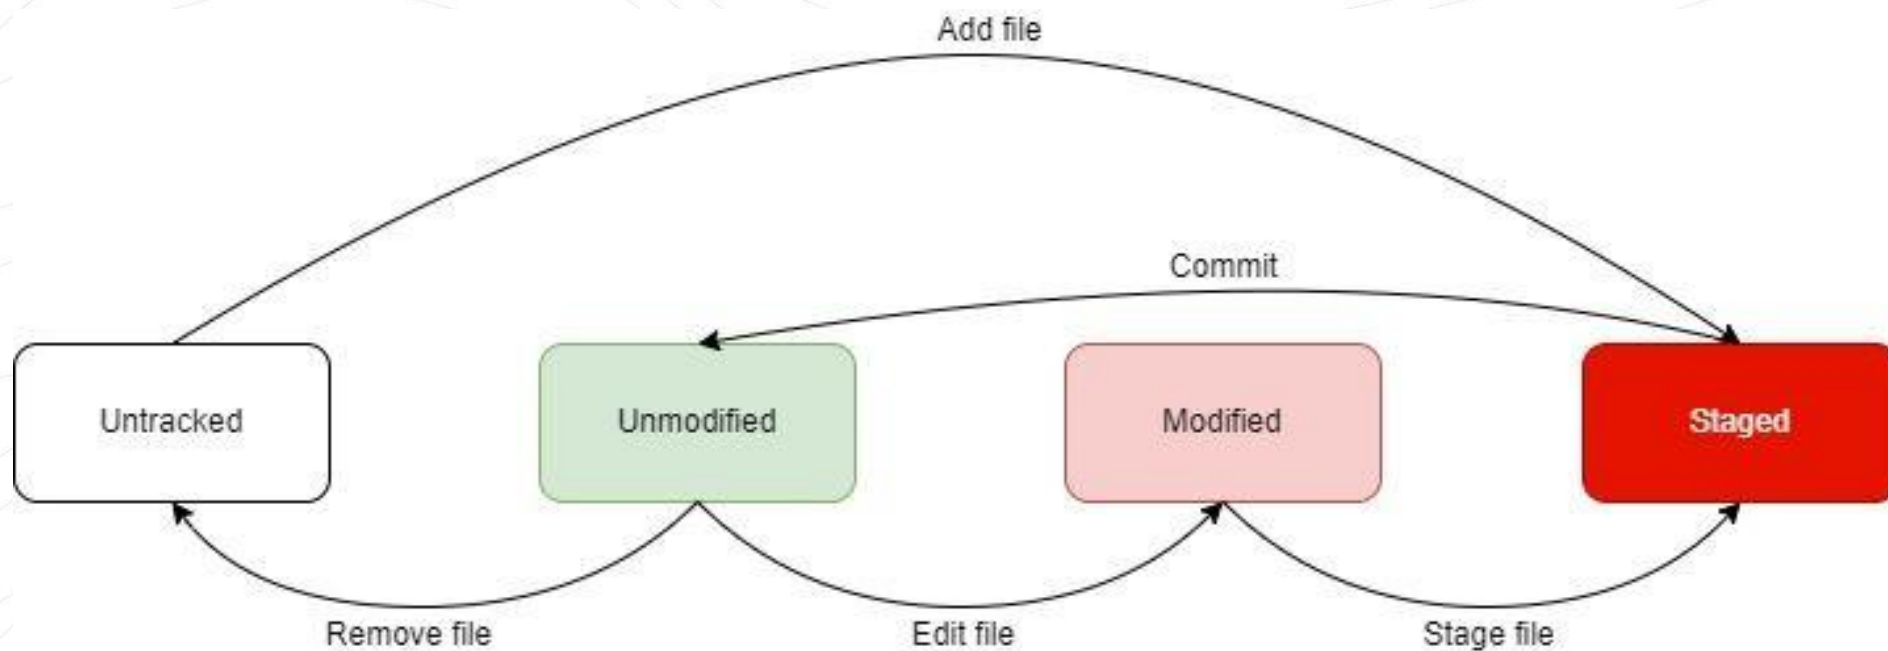 Add file
Commit
Untracked
Unmodified
Modified
Staged
Remove file
Edit file
Stage file